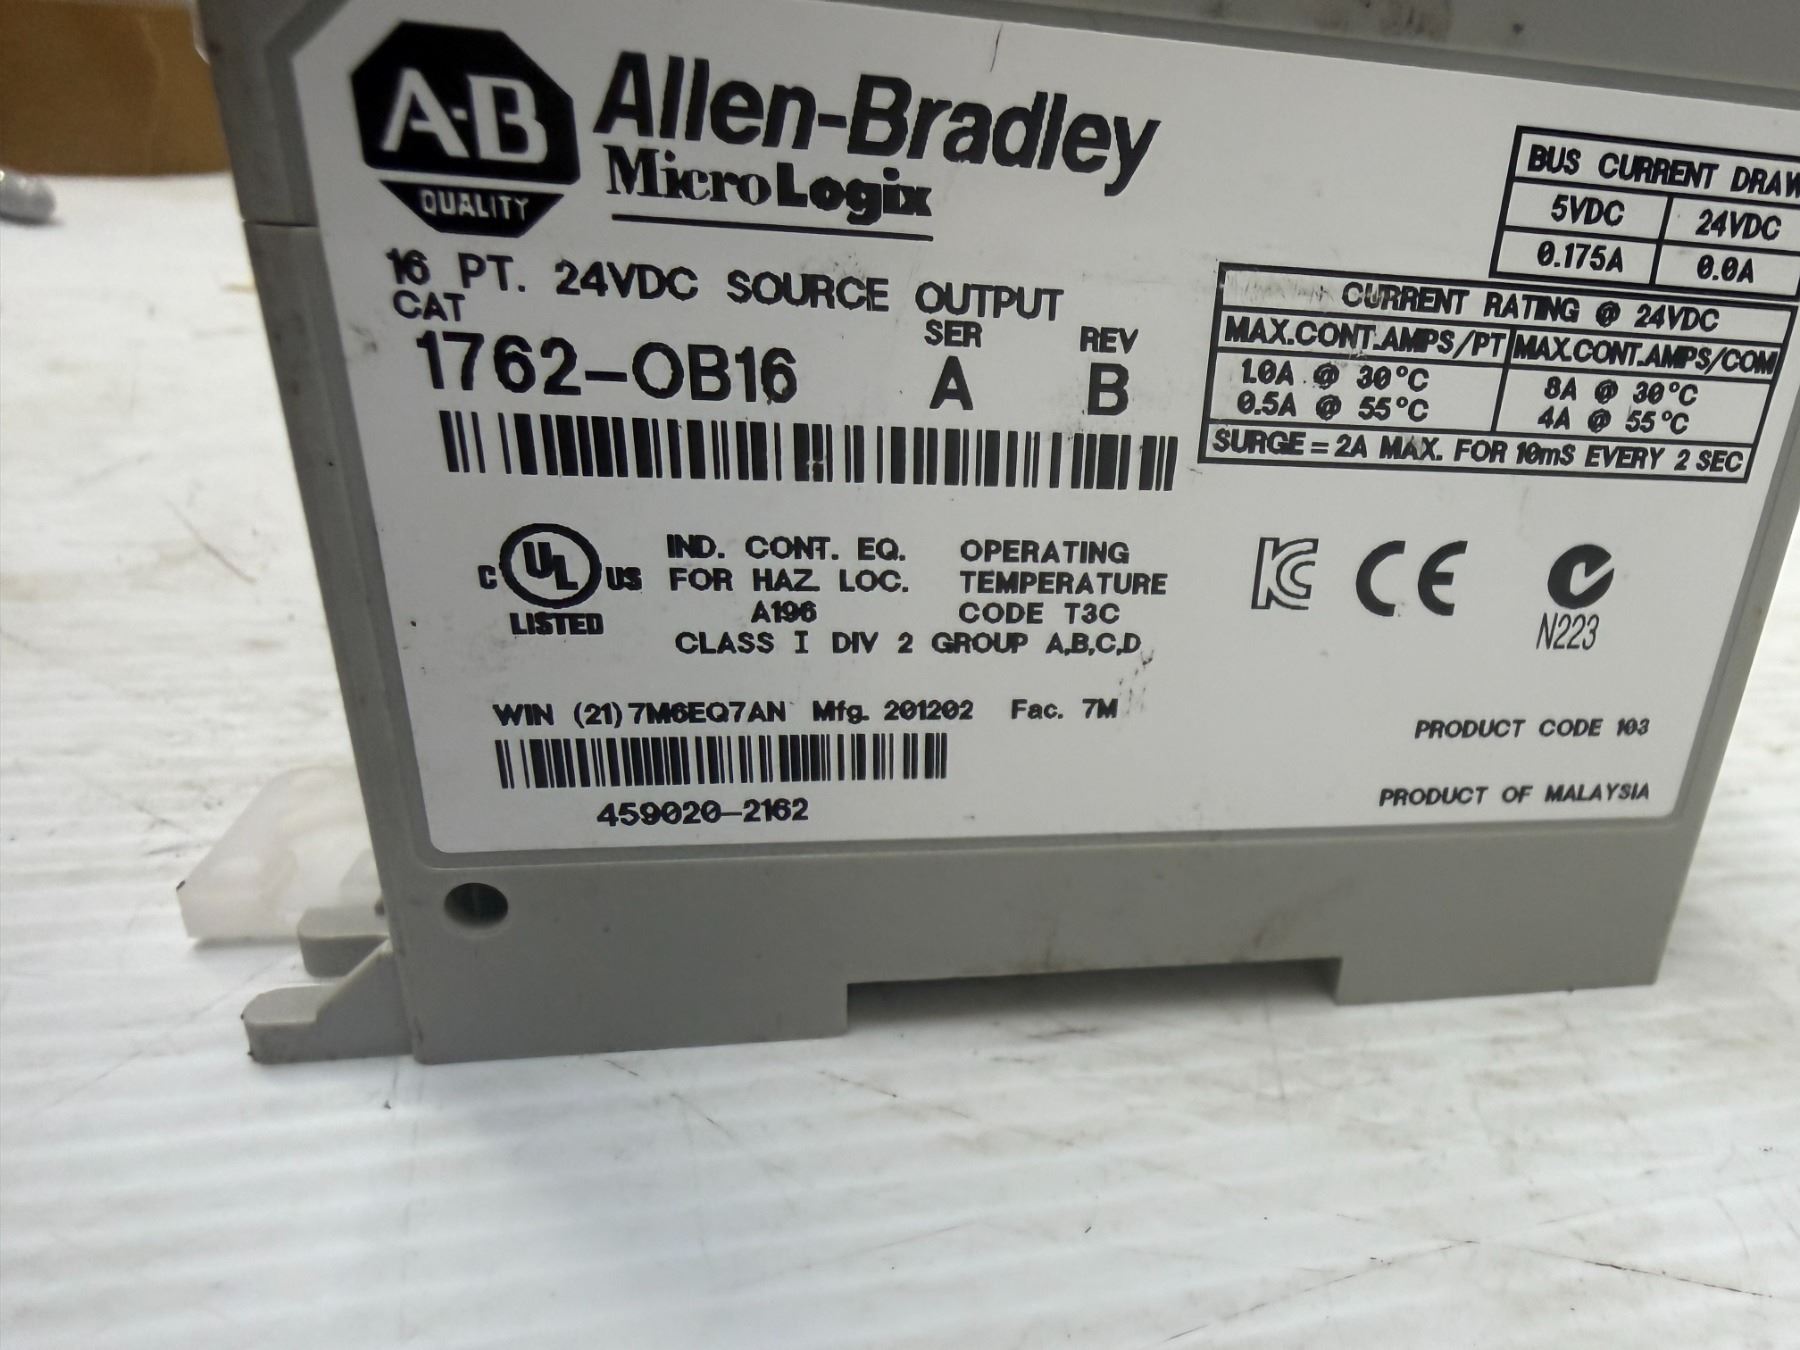 A-B
QUALITY
Allen-Bradley
MicroLogix
16 PT. 24VDC SOURCE OUTPUT
CAT SER REV
1762-OB16 A B
BUS CURRENT DRAW
5VDC 24VDC
0.175A 0.0A
CURRENT RATING @ 24VDC
MAX.CONT.AMPS/PT MAX.CONT.AMPS/COM
1.0A @ 30°C 8A @ 30°C
0.5A @ 55°C 4A @ 55°C
SURGE = 2A MAX. FOR 10mS EVERY 2 SEC
C UL US
LISTED
IND. CONT. EQ. OPERATING
FOR HAZ. LOC. TEMPERATURE
A196 CODE T3C
CLASS I DIV 2 GROUP A,B,C,D
KC CE
N223
WIN (21) 7M6EQ7AN Mfg. 201202 Fac. 7M
459020-2162
PRODUCT CODE 103
PRODUCT OF MALAYSIA